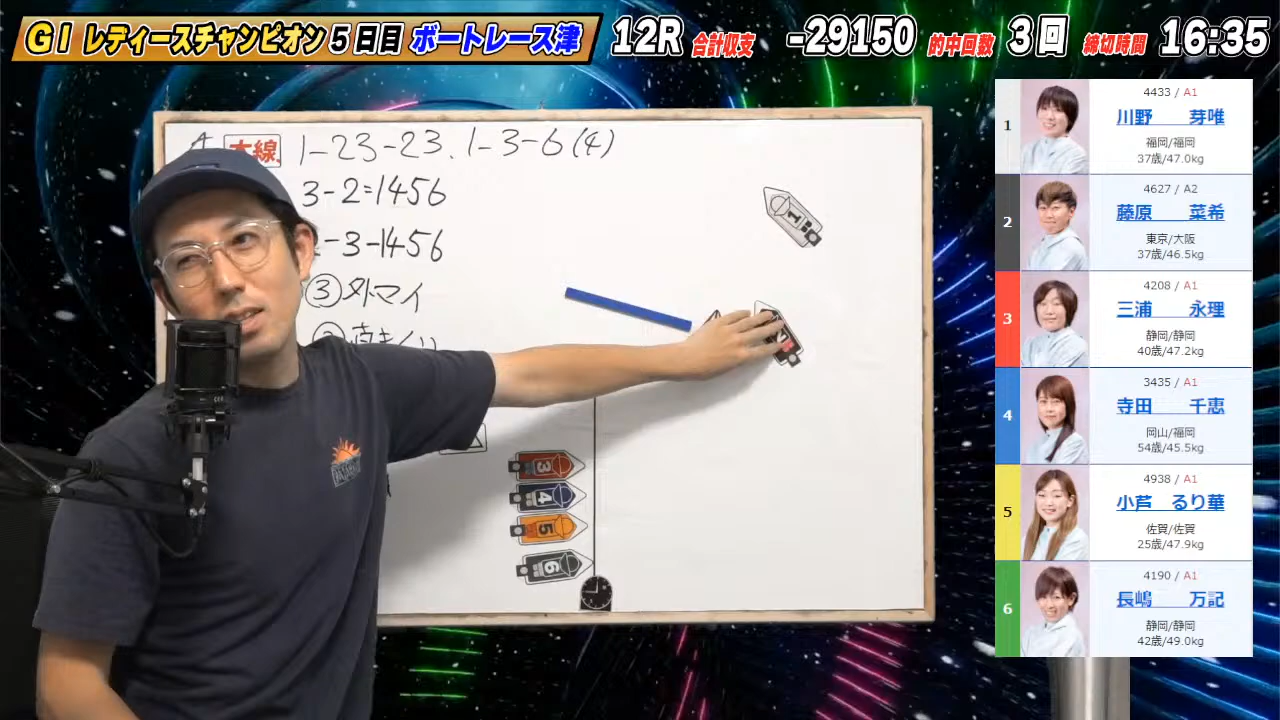 GⅠ レディースチャンピオン5日目 ボートレース津
12R 合計収支 -29150 的中回数 3回 締切時間 16:35
本線 1-23-23、1-3-6(4)
3-2=1456
-3-1456
③外マイ
1
3
4
5
6
1
4433 / A1
川野 芽唯
福岡/福岡
37歳/47.0kg
2
4627 / A2
藤原 菜希
東京/大阪
37歳/46.5kg
3
4208 / A1
三浦 永理
静岡/静岡
40歳/47.2kg
4
3435 / A1
寺田 千恵
岡山/福岡
54歳/45.5kg
5
4938 / A1
小芦 るり華
佐賀/佐賀
25歳/47.9kg
6
4190 / A1
長嶋 万記
静岡/静岡
42歳/49.0kg